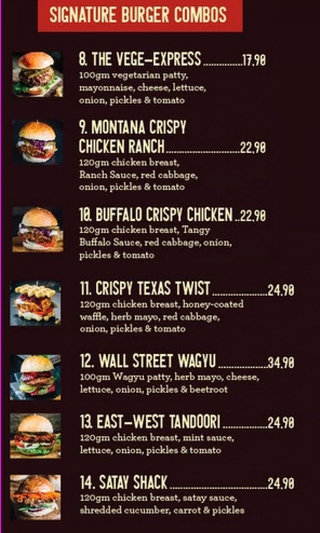 SIGNATURE BURGER COMBOS
8. THE VEGE-EXPRESS ...............17.90
100gm vegetarian patty,
mayonnaise, cheese, lettuce,
onion, pickles & tomato
9. MONTANA CRISPY
CHICKEN RANCH..........................22.90
120gm chicken breast,
Ranch Sauce, red cabbage,
onion, pickles & tomato
10. BUFFALO CRISPY CHICKEN ..22.90
120gm chicken breast, Tangy
Buffalo Sauce, red cabbage, onion,
pickles & tomato
11. CRISPY TEXAS TWIST ....................24.90
120gm chicken breast, honey-coated
waffle, herb mayo, red cabbage,
onion, pickles & tomato
12. WALL STREET WAGYU ...................34.90
100gm Wagyu patty, herb mayo, cheese,
lettuce, onion, pickles & beetroot
13. EAST-WEST TANDOORI .................24.90
120gm chicken breast, mint sauce,
lettuce, onion, pickles & tomato
14. SATAY SHACK ...................................24.90
120gm chicken breast, satay sauce,
shredded cucumber, carrot & pickles